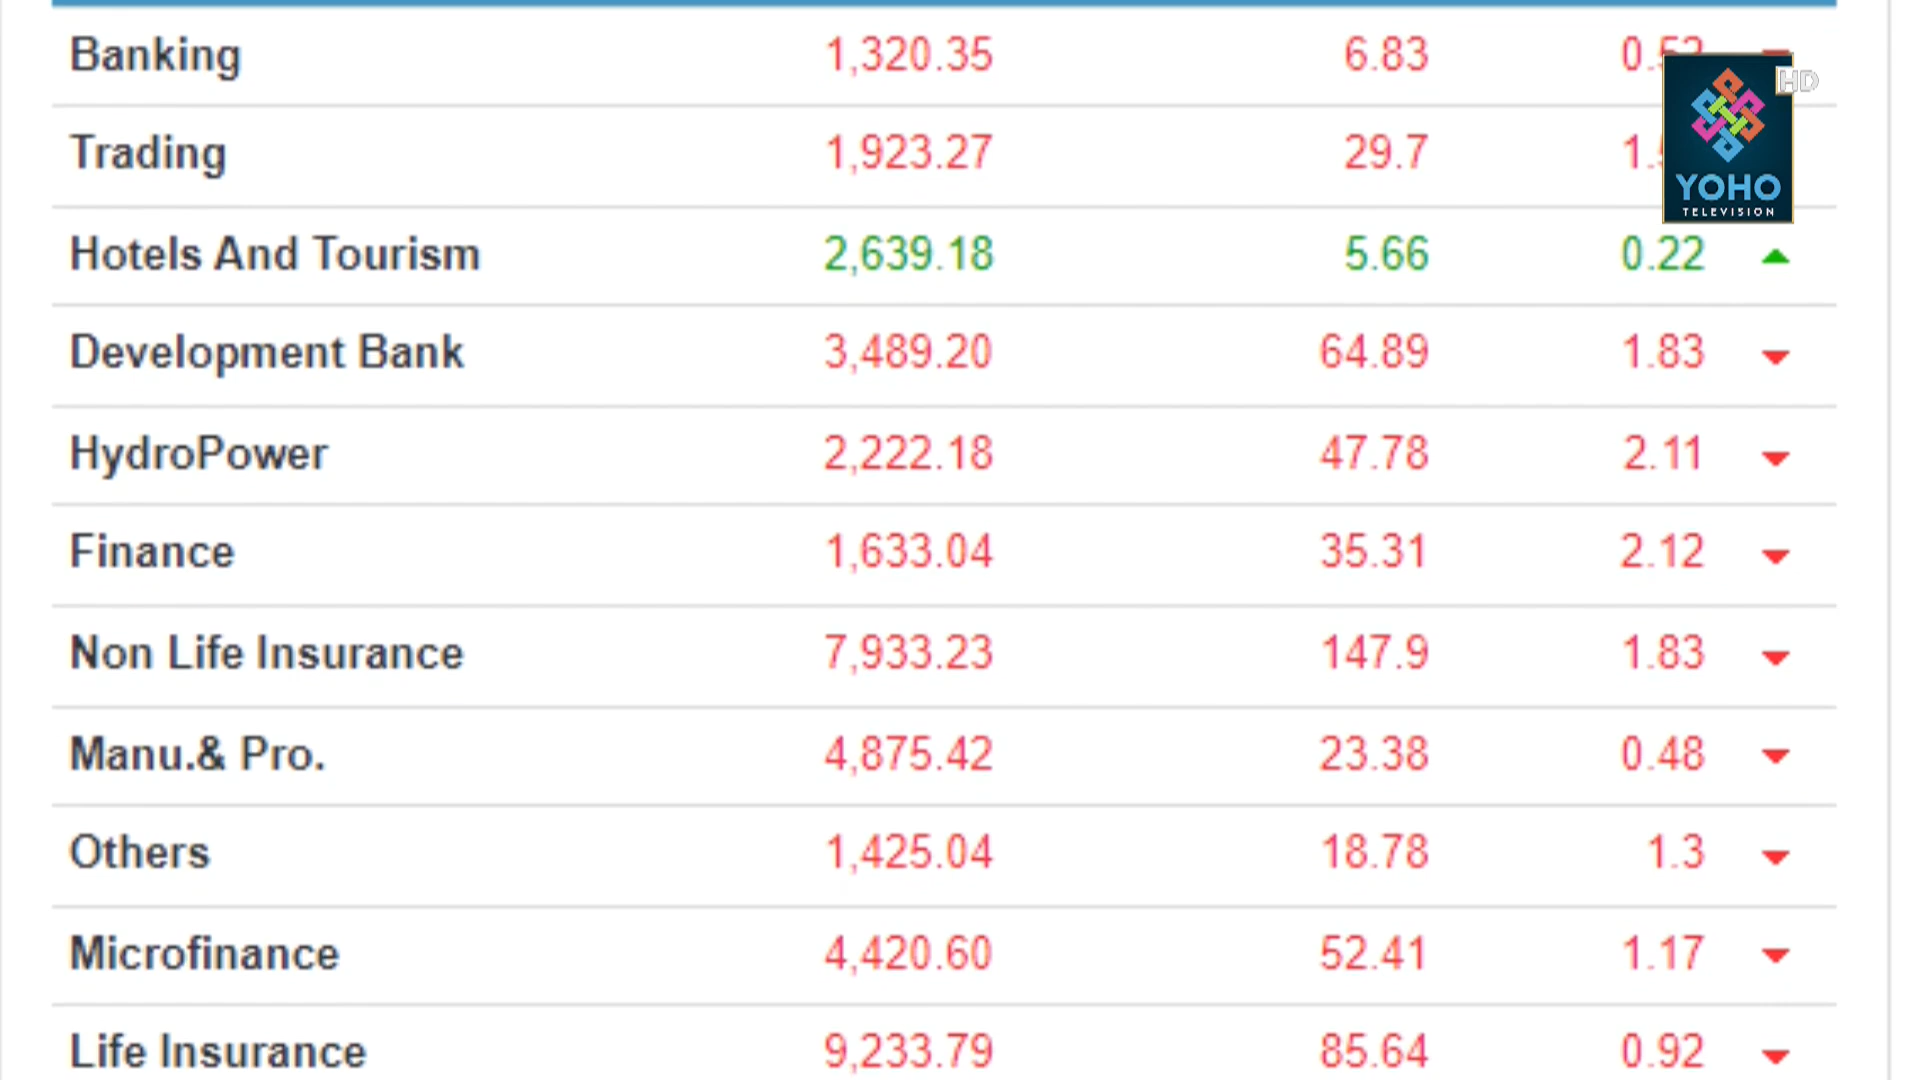 Banking 1,320.35 6.83
Trading 1,923.27 29.7
Hotels And Tourism 2,639.18 5.66 0.22
Development Bank 3,489.20 64.89 1.83
HydroPower 2,222.18 47.78 2.11
Finance 1,633.04 35.31 2.12
Non Life Insurance 7,933.23 147.9 1.83
Manu.& Pro. 4,875.42 23.38 0.48
Others 1,425.04 18.78 1.3
Microfinance 4,420.60 52.41 1.17
Life Insurance 9,233.79 85.64 0.92
HD
YOHO
TELEVISION